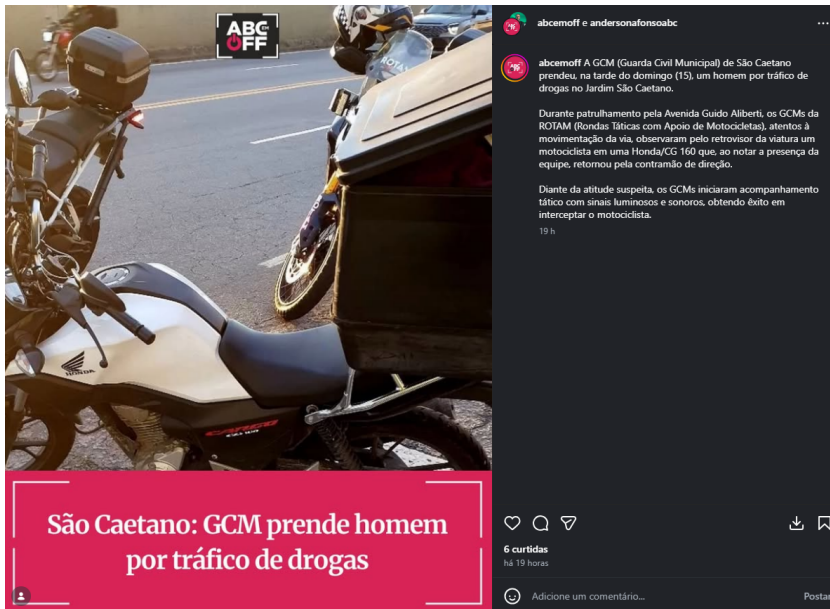 ABC EM
OFF
ROTAM
HONDA
CARGO
São Caetano: GCM prende homem
por tráfico de drogas
abcemoff e andersonafonsoabc
abcemoff A GCM (Guarda Civil Municipal) de São Caetano
prendeu, na tarde do domingo (15), um homem por tráfico de
drogas no Jardim São Caetano.
Durante patrulhamento pela Avenida Guido Aliberti, os GCMs da
ROTAM (Rondas Táticas com Apoio de Motocicletas), atentos à
movimentação da via, observaram pelo retrovisor da viatura um
motociclista em uma Honda/CG 160 que, ao notar a presença da
equipe, retornou pela contramão de direção.
Diante da atitude suspeita, os GCMs iniciaram acompanhamento
tático com sinais luminosos e sonoros, obtendo êxito em
interceptar o motociclista.
19 h
6 curtidas
há 19 horas
Adicione um comentário...
Postar